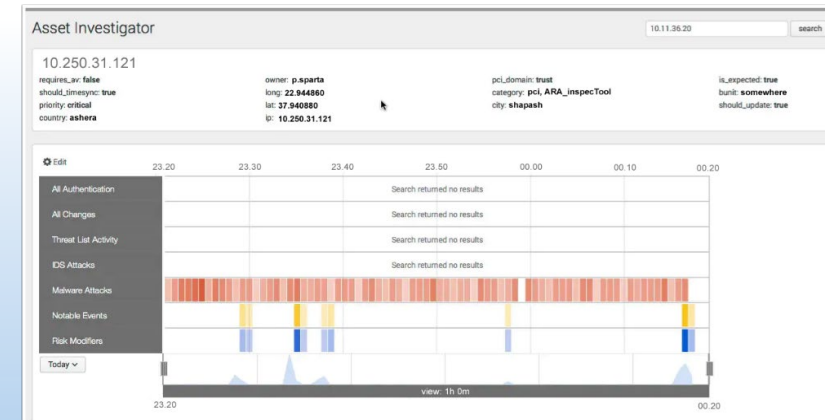 Asset Investigator
10.11.36.20 search
10.250.31.121
requires_av: false owner: p.sparta pci_domain: trust is_expected: true
should_timesync: true long: 22.944860 category: pci, ARA_inspecTool bunit: somewhere
priority: critical lat: 37.940880 city: shapash should_update: true
country: ashera ip: 10.250.31.121
Edit 23.20 23.30 23.40 23.50 00.00 00.10 00.20
All Authentication Search returned no results
All Changes Search returned no results
Threat List Activity Search returned no results
IDS Attacks Search returned no results
Malware Attacks
Notable Events
Risk Modifiers
Today
view: 1h 0m
23.20 00.20